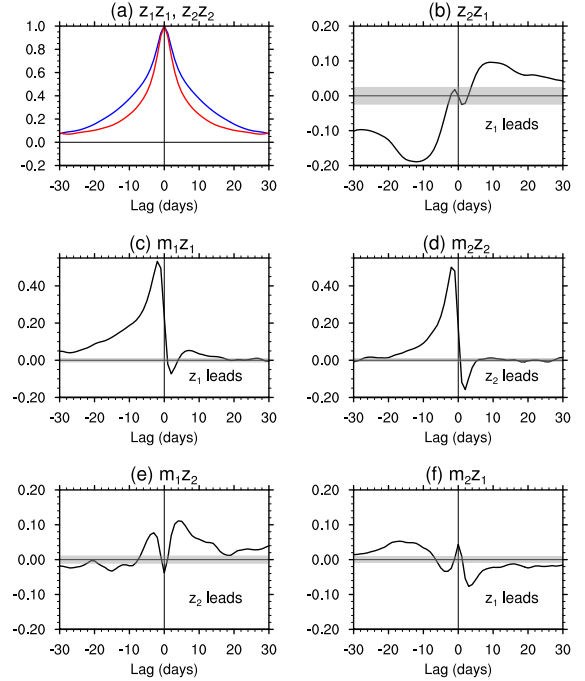 (a) z₁z₁, z₂z₂
1.0
0.8
0.6
0.4
0.2
0.0
-0.2
-30 -20 -10 0 10 20 30
Lag (days)
(b) z₂z₁
0.20
0.10
0.00
-0.10
-0.20
z₁ leads
-30 -20 -10 0 10 20 30
Lag (days)
(c) m₁z₁
0.40
0.20
0.00
-0.20
z₁ leads
-30 -20 -10 0 10 20 30
Lag (days)
(d) m₂z₂
0.40
0.20
0.00
-0.20
z₂ leads
-30 -20 -10 0 10 20 30
Lag (days)
(e) m₁z₂
0.20
0.10
0.00
-0.10
-0.20
z₂ leads
-30 -20 -10 0 10 20 30
Lag (days)
(f) m₂z₁
0.20
0.10
0.00
-0.10
-0.20
z₁ leads
-30 -20 -10 0 10 20 30
Lag (days)